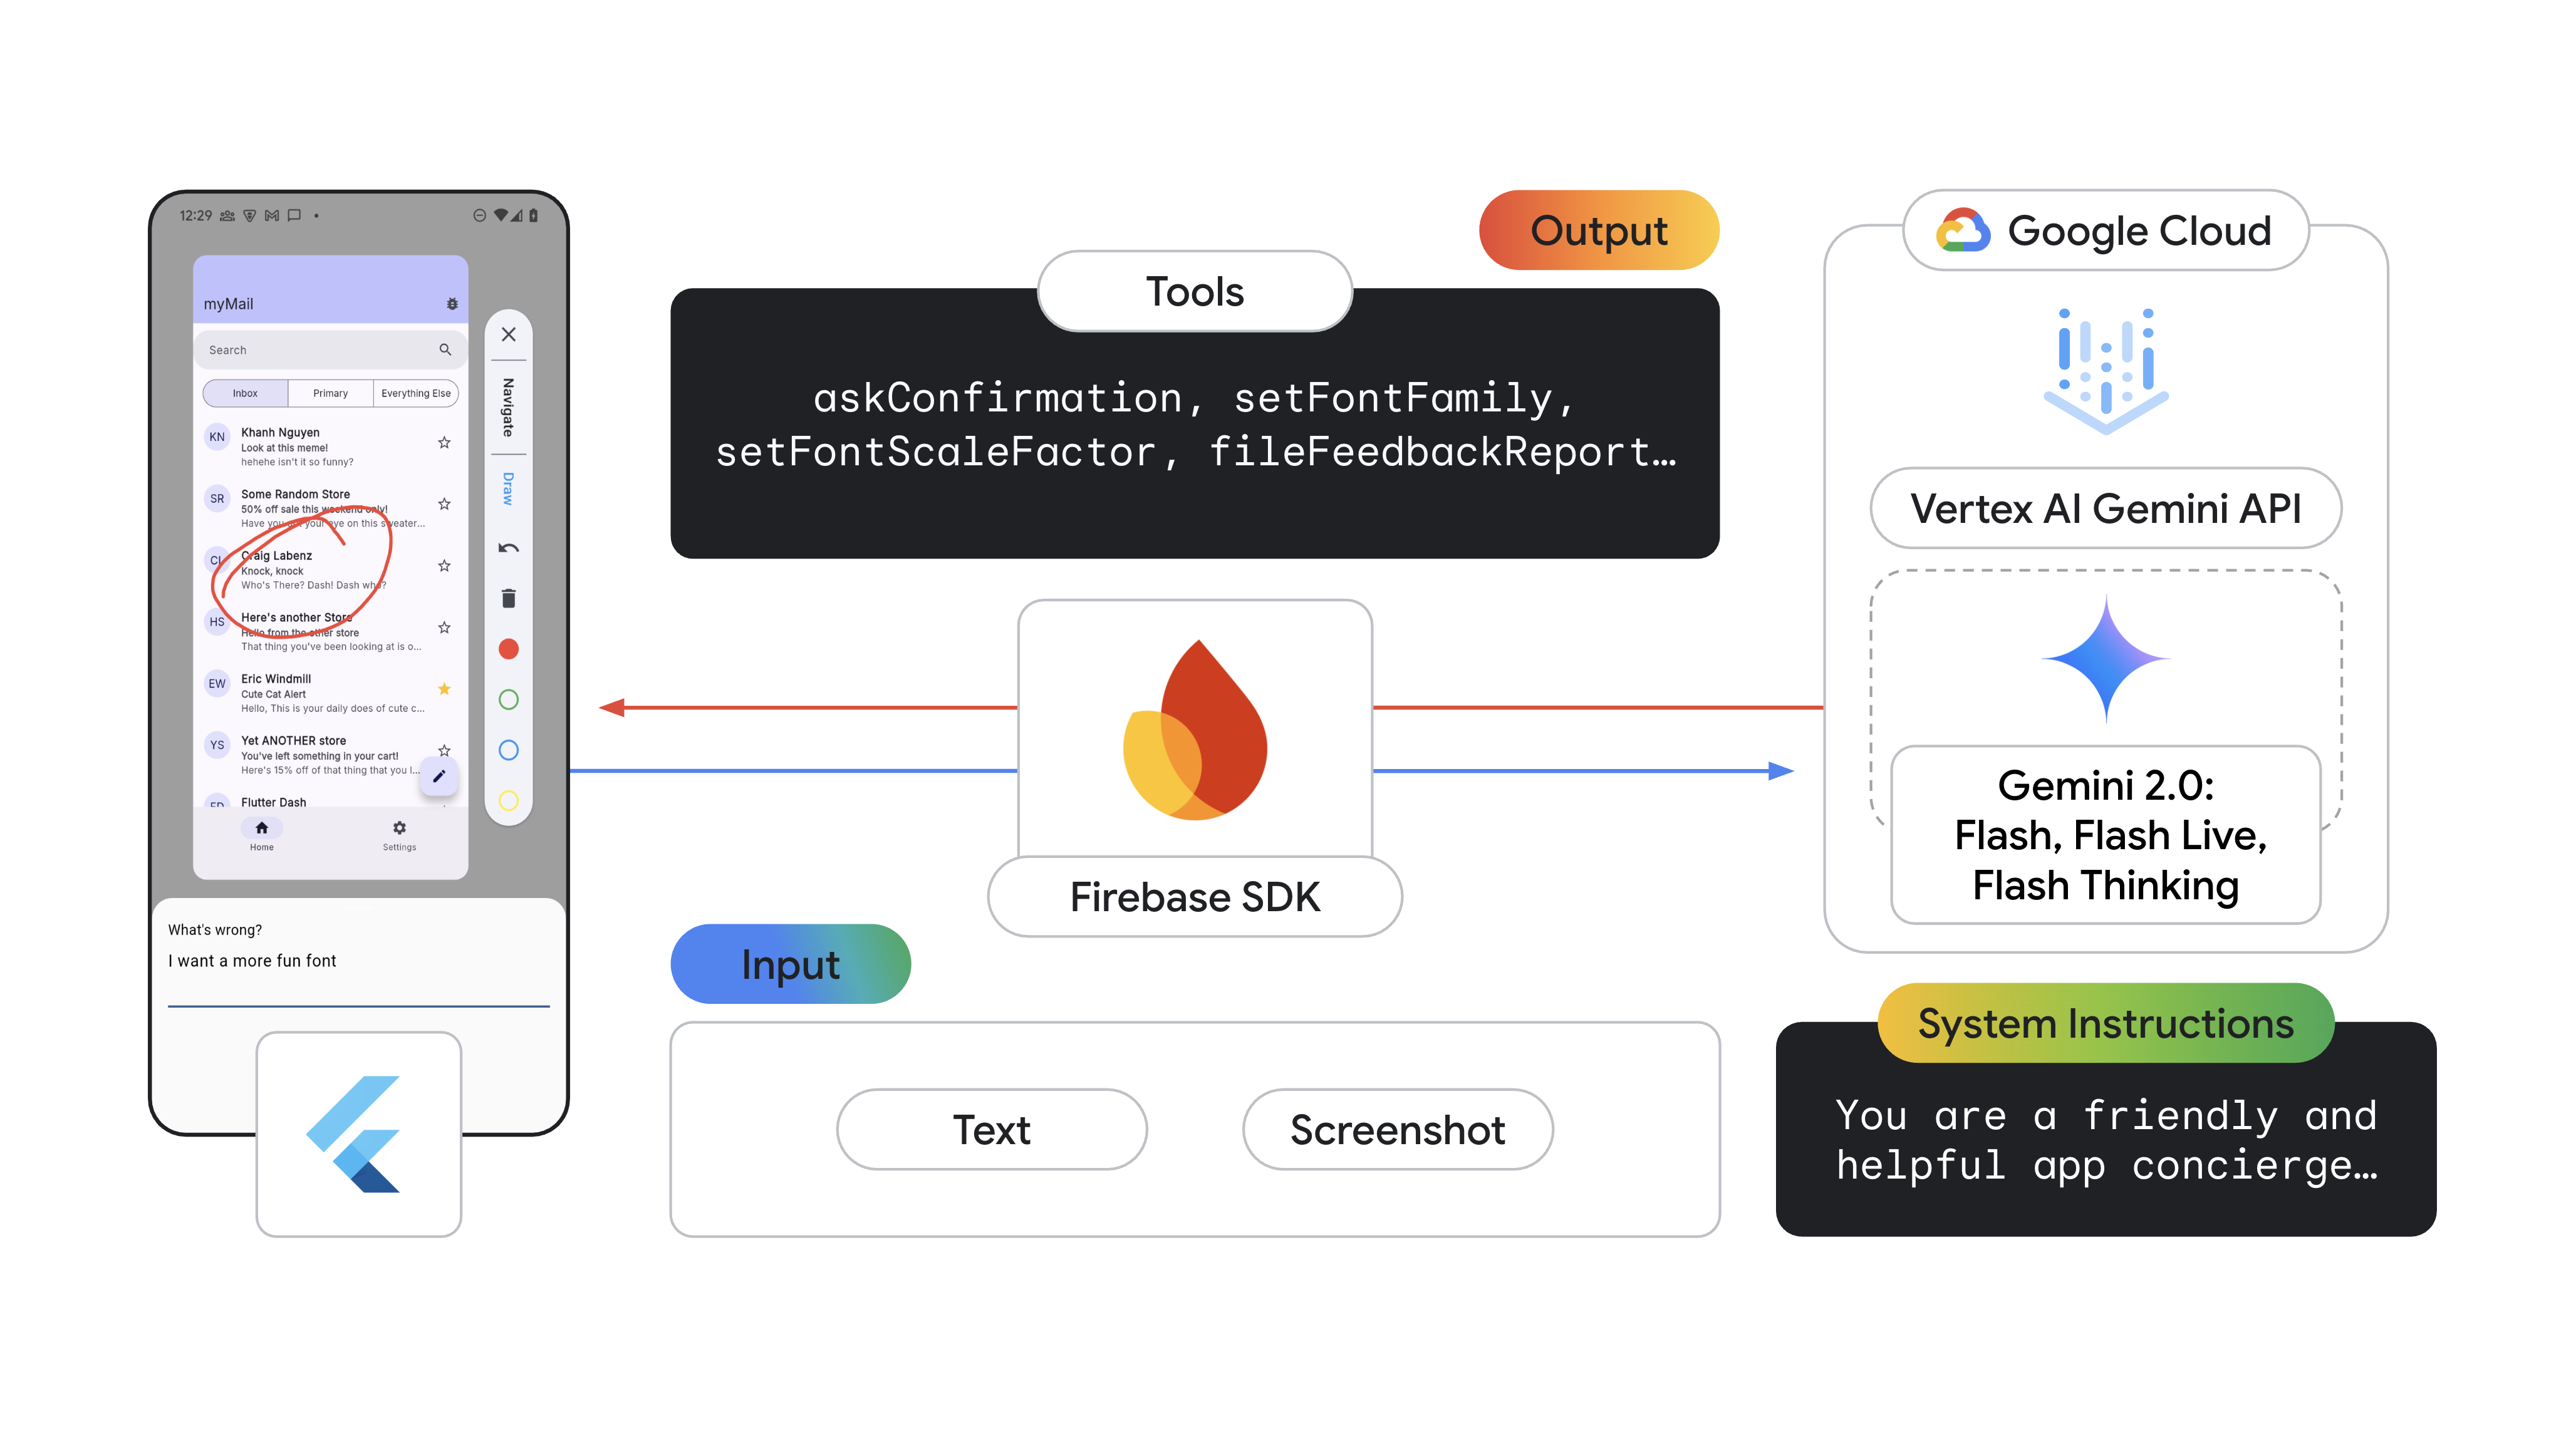 12:29
myMail
Search
Inbox
Primary
Everything Else
KN
Khanh Nguyen
Look at this meme!
hehehe isn't it so funny?
SR
Some Random Store
50% off sale this weekend only!
Have you got your eye on this sweater...
CL
Craig Labenz
Knock, knock
Who's There? Dash! Dash who?
HS
Here's another Store
Hello from the other store
That thing you've been looking at is o...
EW
Eric Windmill
Cute Cat Alert
Hello, This is your daily does of cute c...
YS
Yet ANOTHER store
You've left something in your cart!
Here's 15% off of that thing that you l...
FD
Flutter Dash
Home
Settings
Navigate
Draw
What's wrong?
I want a more fun font
Output
Tools
askConfirmation, setFontFamily,
setFontScaleFactor, fileFeedbackReport…
Firebase SDK
Input
Text
Screenshot
Google Cloud
Vertex AI Gemini API
Gemini 2.0:
Flash, Flash Live,
Flash Thinking
System Instructions
You are a friendly and
helpful app concierge…